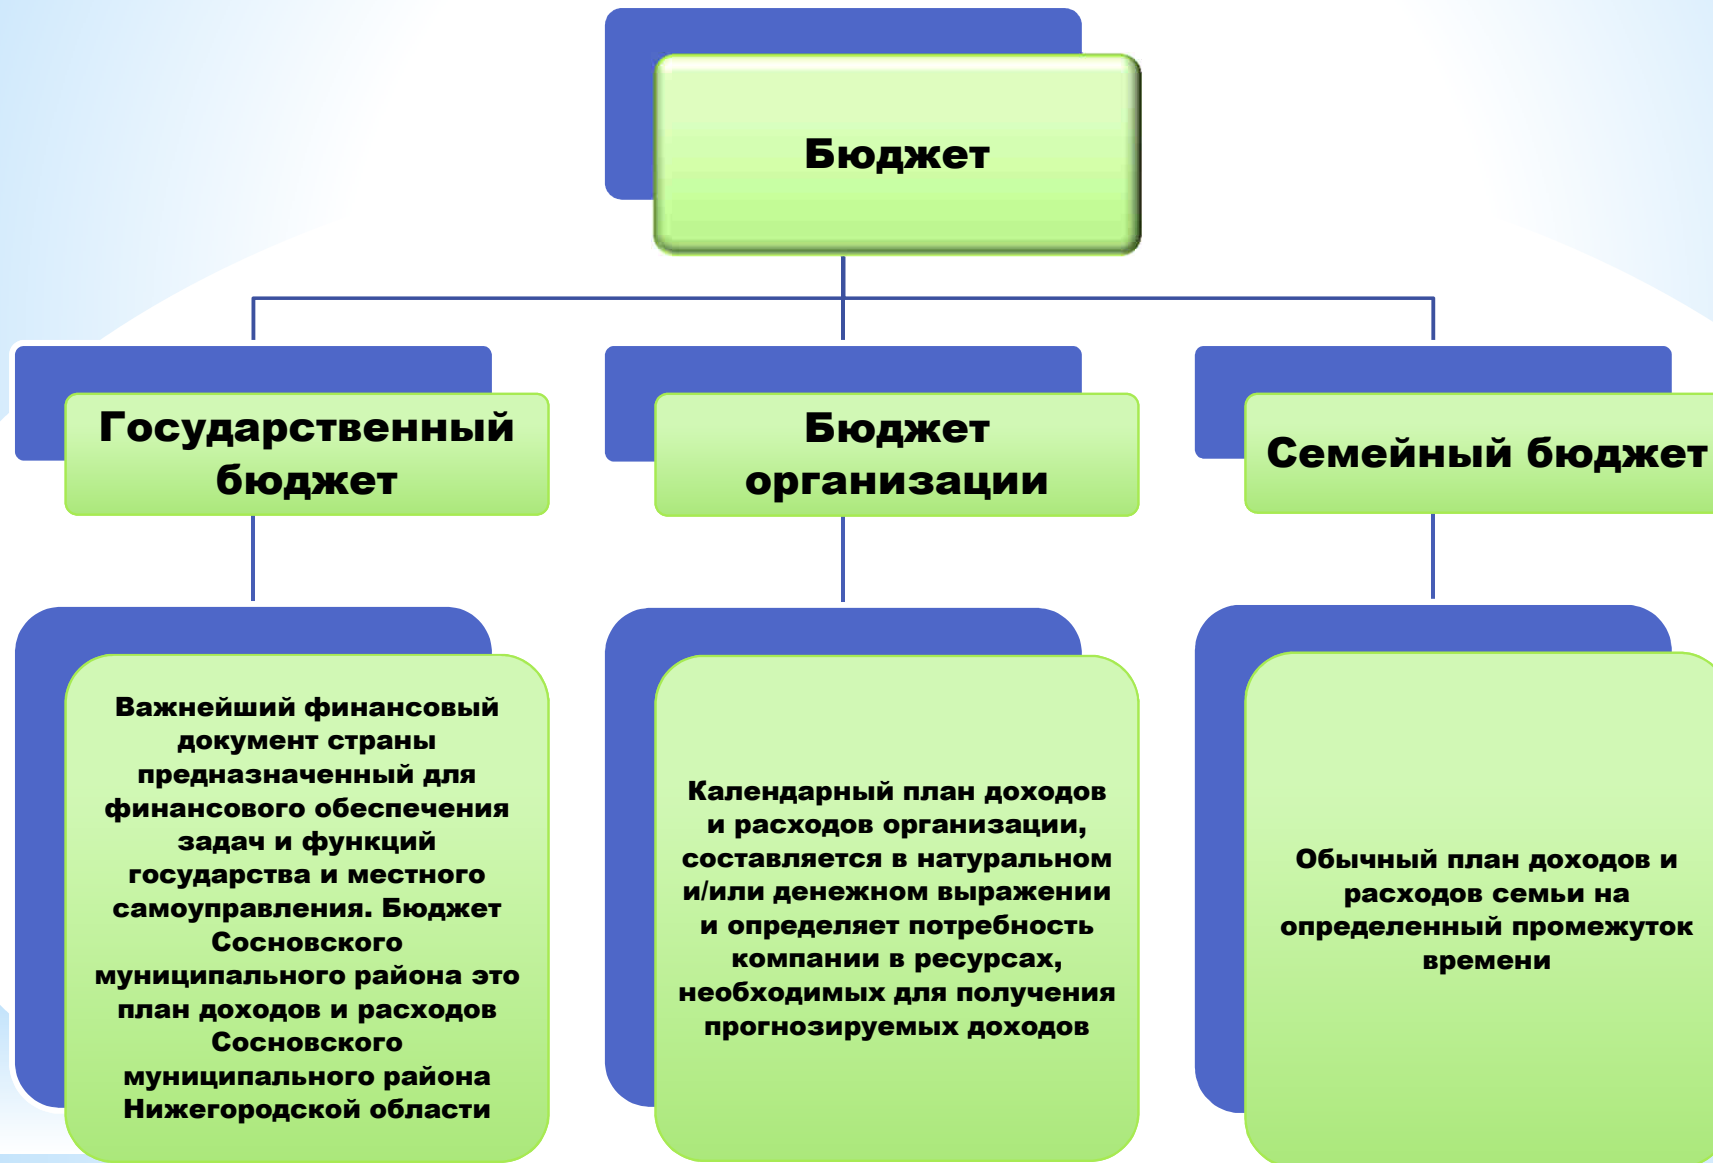 Бюджет
Государственный
бюджет
Бюджет
организации
Семейный бюджет
Важнейший финансовый
документ страны
предназначенный для
финансового обеспечения
задач и функций
государства и местного
самоуправления. Бюджет
Сосновского
муниципального района это
план доходов и расходов
Сосновского
муниципального района
Нижегородской области
Календарный план доходов
и расходов организации,
составляется в натуральном
и/или денежном выражении
и определяет потребность
компании в ресурсах,
необходимых для получения
прогнозируемых доходов
Обычный план доходов и
расходов семьи на
определенный промежуток
времени